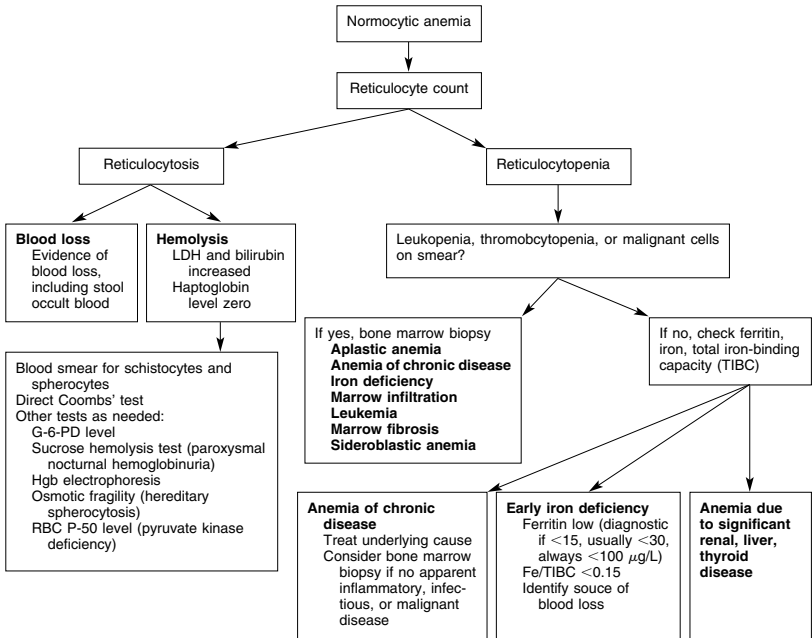 Normocytic anemia
Reticulocyte count
Reticulocytosis
Reticulocytopenia
Blood loss
Evidence of
blood loss,
including stool
occult blood
Hemolysis
LDH and bilirubin
increased
Haptoglobin
level zero
Leukopenia, thromobcytopenia, or malignant cells
on smear?
Blood smear for schistocytes and
spherocytes
Direct Coombs' test
Other tests as needed:
G-6-PD level
Sucrose hemolysis test (paroxysmal
nocturnal hemoglobinuria)
Hgb electrophoresis
Osmotic fragility (hereditary
spherocytosis)
RBC P-50 level (pyruvate kinase
deficiency)
If yes, bone marrow biopsy
Aplastic anemia
Anemia of chronic disease
Iron deficiency
Marrow infiltration
Leukemia
Marrow fibrosis
Sideroblastic anemia
If no, check ferritin,
iron, total iron-binding
capacity (TIBC)
Anemia of chronic
disease
Treat underlying cause
Consider bone marrow
biopsy if no apparent
inflammatory, infec-
tious, or malignant
disease
Early iron deficiency
Ferritin low (diagnostic
if <15, usually <30,
always <100 μg/L)
Fe/TIBC <0.15
Identify souce of
blood loss
Anemia due
to significant
renal, liver,
thyroid
disease